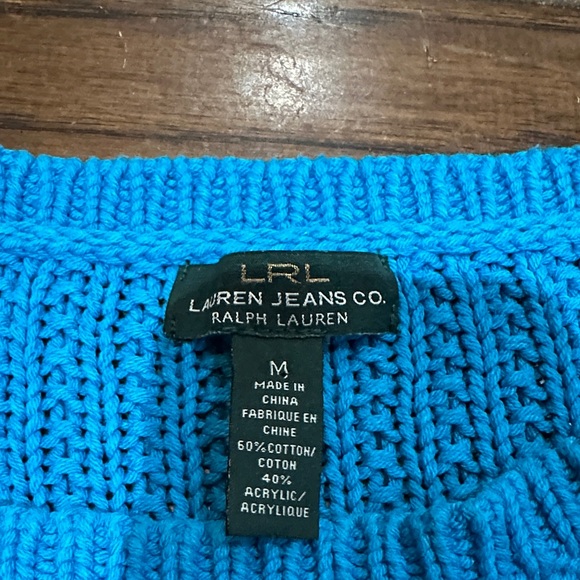 LRL
LAUREN JEANS CO.
RALPH LAUREN
M
MADE IN
CHINA
FABRIQUE EN
CHINE
60% COTTON/
COTON
40%
ACRYLIC/
ACRYLIQUE